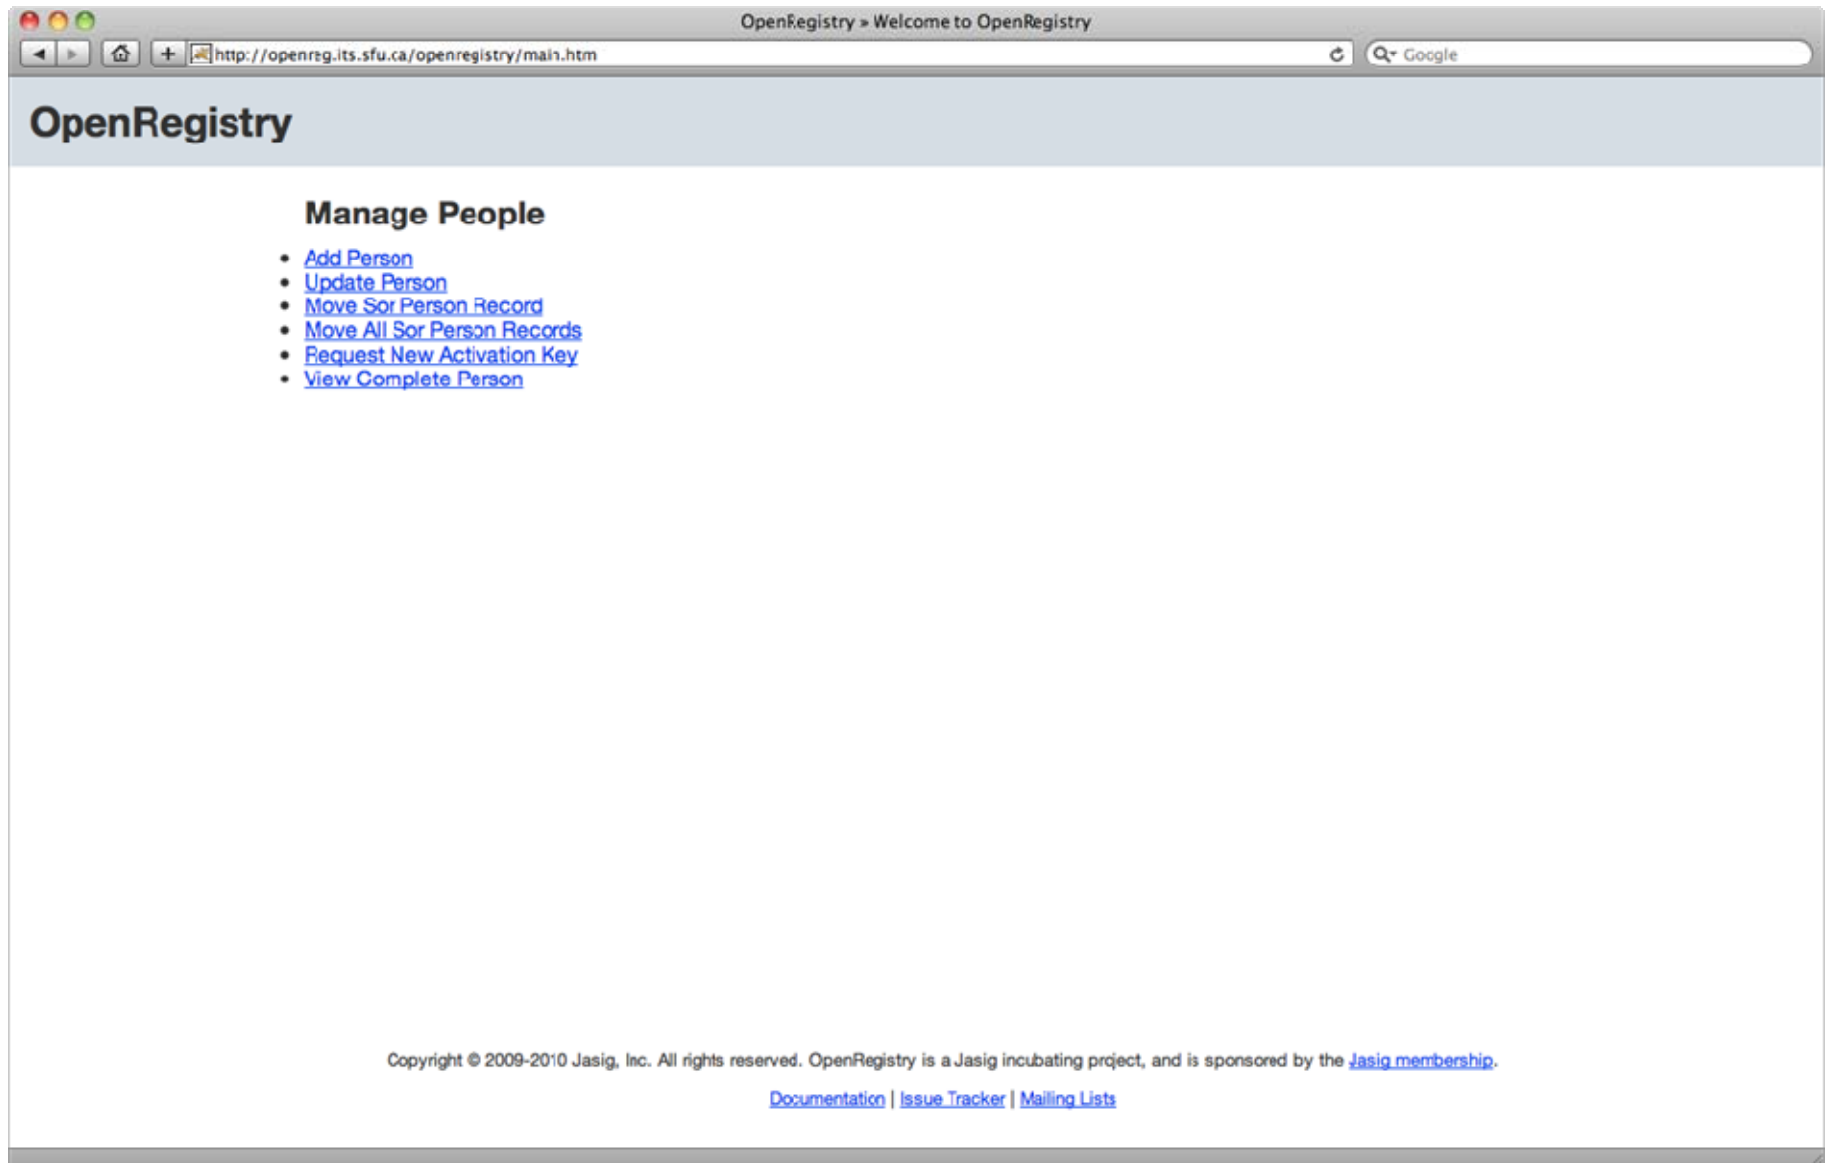 OpenRegistry » Welcome to OpenRegistry
http://openreg.its.sfu.ca/openregistry/main.htm
Google
OpenRegistry
Manage People
Add Person
Update Person
Move Sor Person Record
Move All Sor Person Records
Request New Activation Key
View Complete Person
Copyright © 2009-2010 Jasig, Inc. All rights reserved. OpenRegistry is a Jasig incubating project, and is sponsored by the Jasig membership.
Documentation | Issue Tracker | Mailing Lists